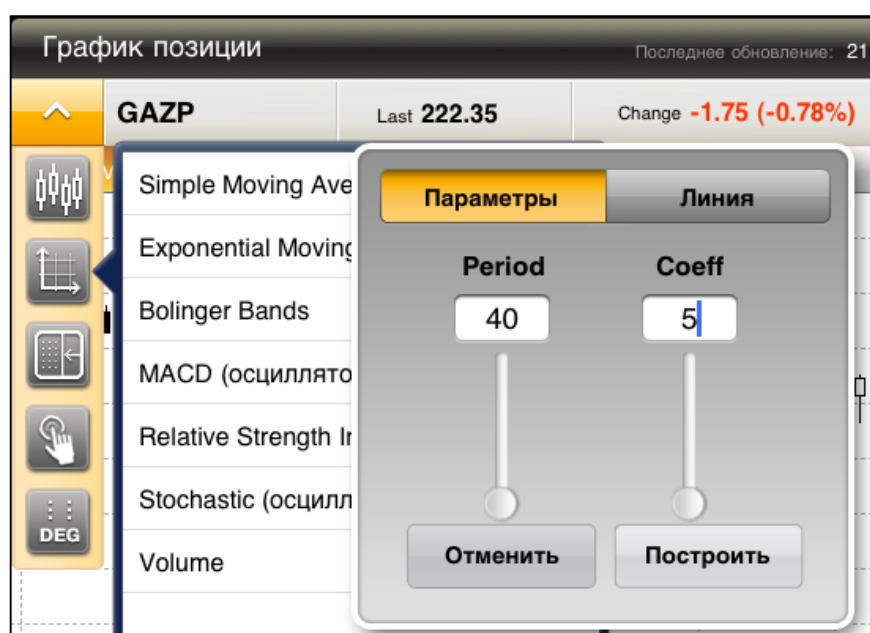 График позиции
Последнее обновление: 21
GAZP
Last 222.35
Change -1.75 (-0.78%)
Simple Moving Ave
Exponential Moving
Bolinger Bands
MACD (осциллято
Relative Strength
Stochastic (осцилл
Volume
Параметры
Линия
Period
Coeff
40
5
Отменить
Построить
DEG